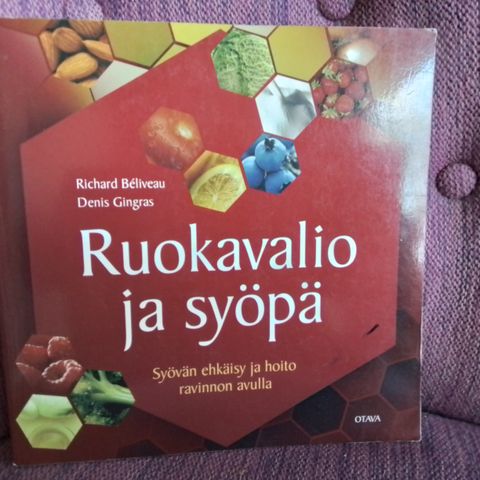 Richard Béliveau
Denis Gingras
Ruokavalio
ja syöpä
Syövän ehkäisy ja hoito
ravinnon avulla
OTAVA